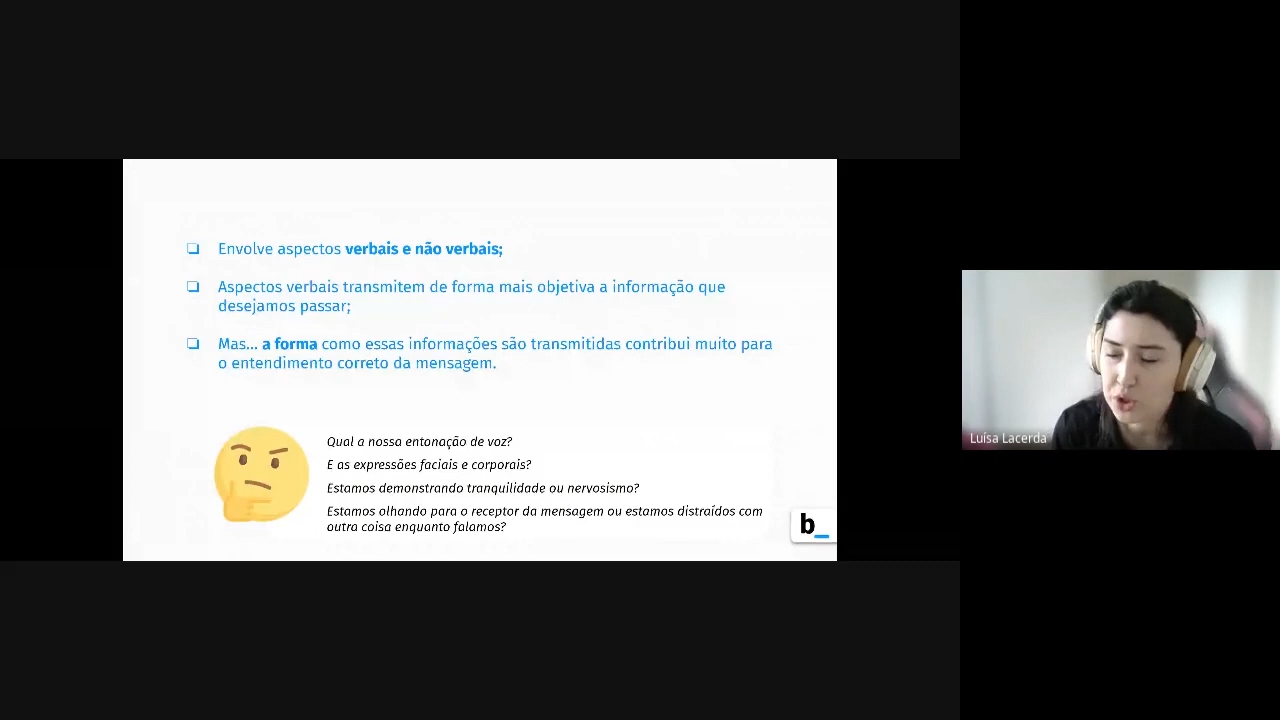 Envolve aspectos verbais e não verbais;
Aspectos verbais transmitem de forma mais objetiva a informação que
desejamos passar;
Mas... a forma como essas informações são transmitidas contribui muito para
o entendimento correto da mensagem.
Qual a nossa entonação de voz?
E as expressões faciais e corporais?
Estamos demonstrando tranquilidade ou nervosismo?
Estamos olhando para o receptor da mensagem ou estamos distraídos com
outra coisa enquanto falamos?
b_
Luísa Lacerda